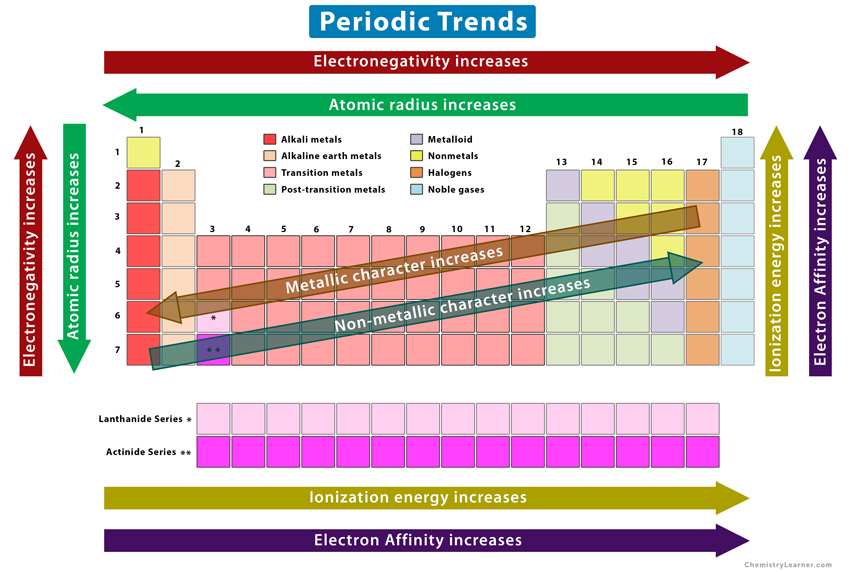 Periodic Trends
Electronegativity increases
Atomic radius increases
Electronegativity increases
Atomic radius increases
1
18
Alkali metals
Alkaline earth metals
Transition metals
Post-transition metals
Metalloid
Nonmetals
Halogens
Noble gases
2
13 14 15 16 17
3 4 5 6 7 8 9 10 11 12
1
2
3
4
5
6
7
*
**
Metallic character increases
Non-metallic character increases
Ionization energy increases
Electron Affinity increases
Lanthanide Series *
Actinide Series **
Ionization energy increases
Electron Affinity increases
ChemistryLearner.com